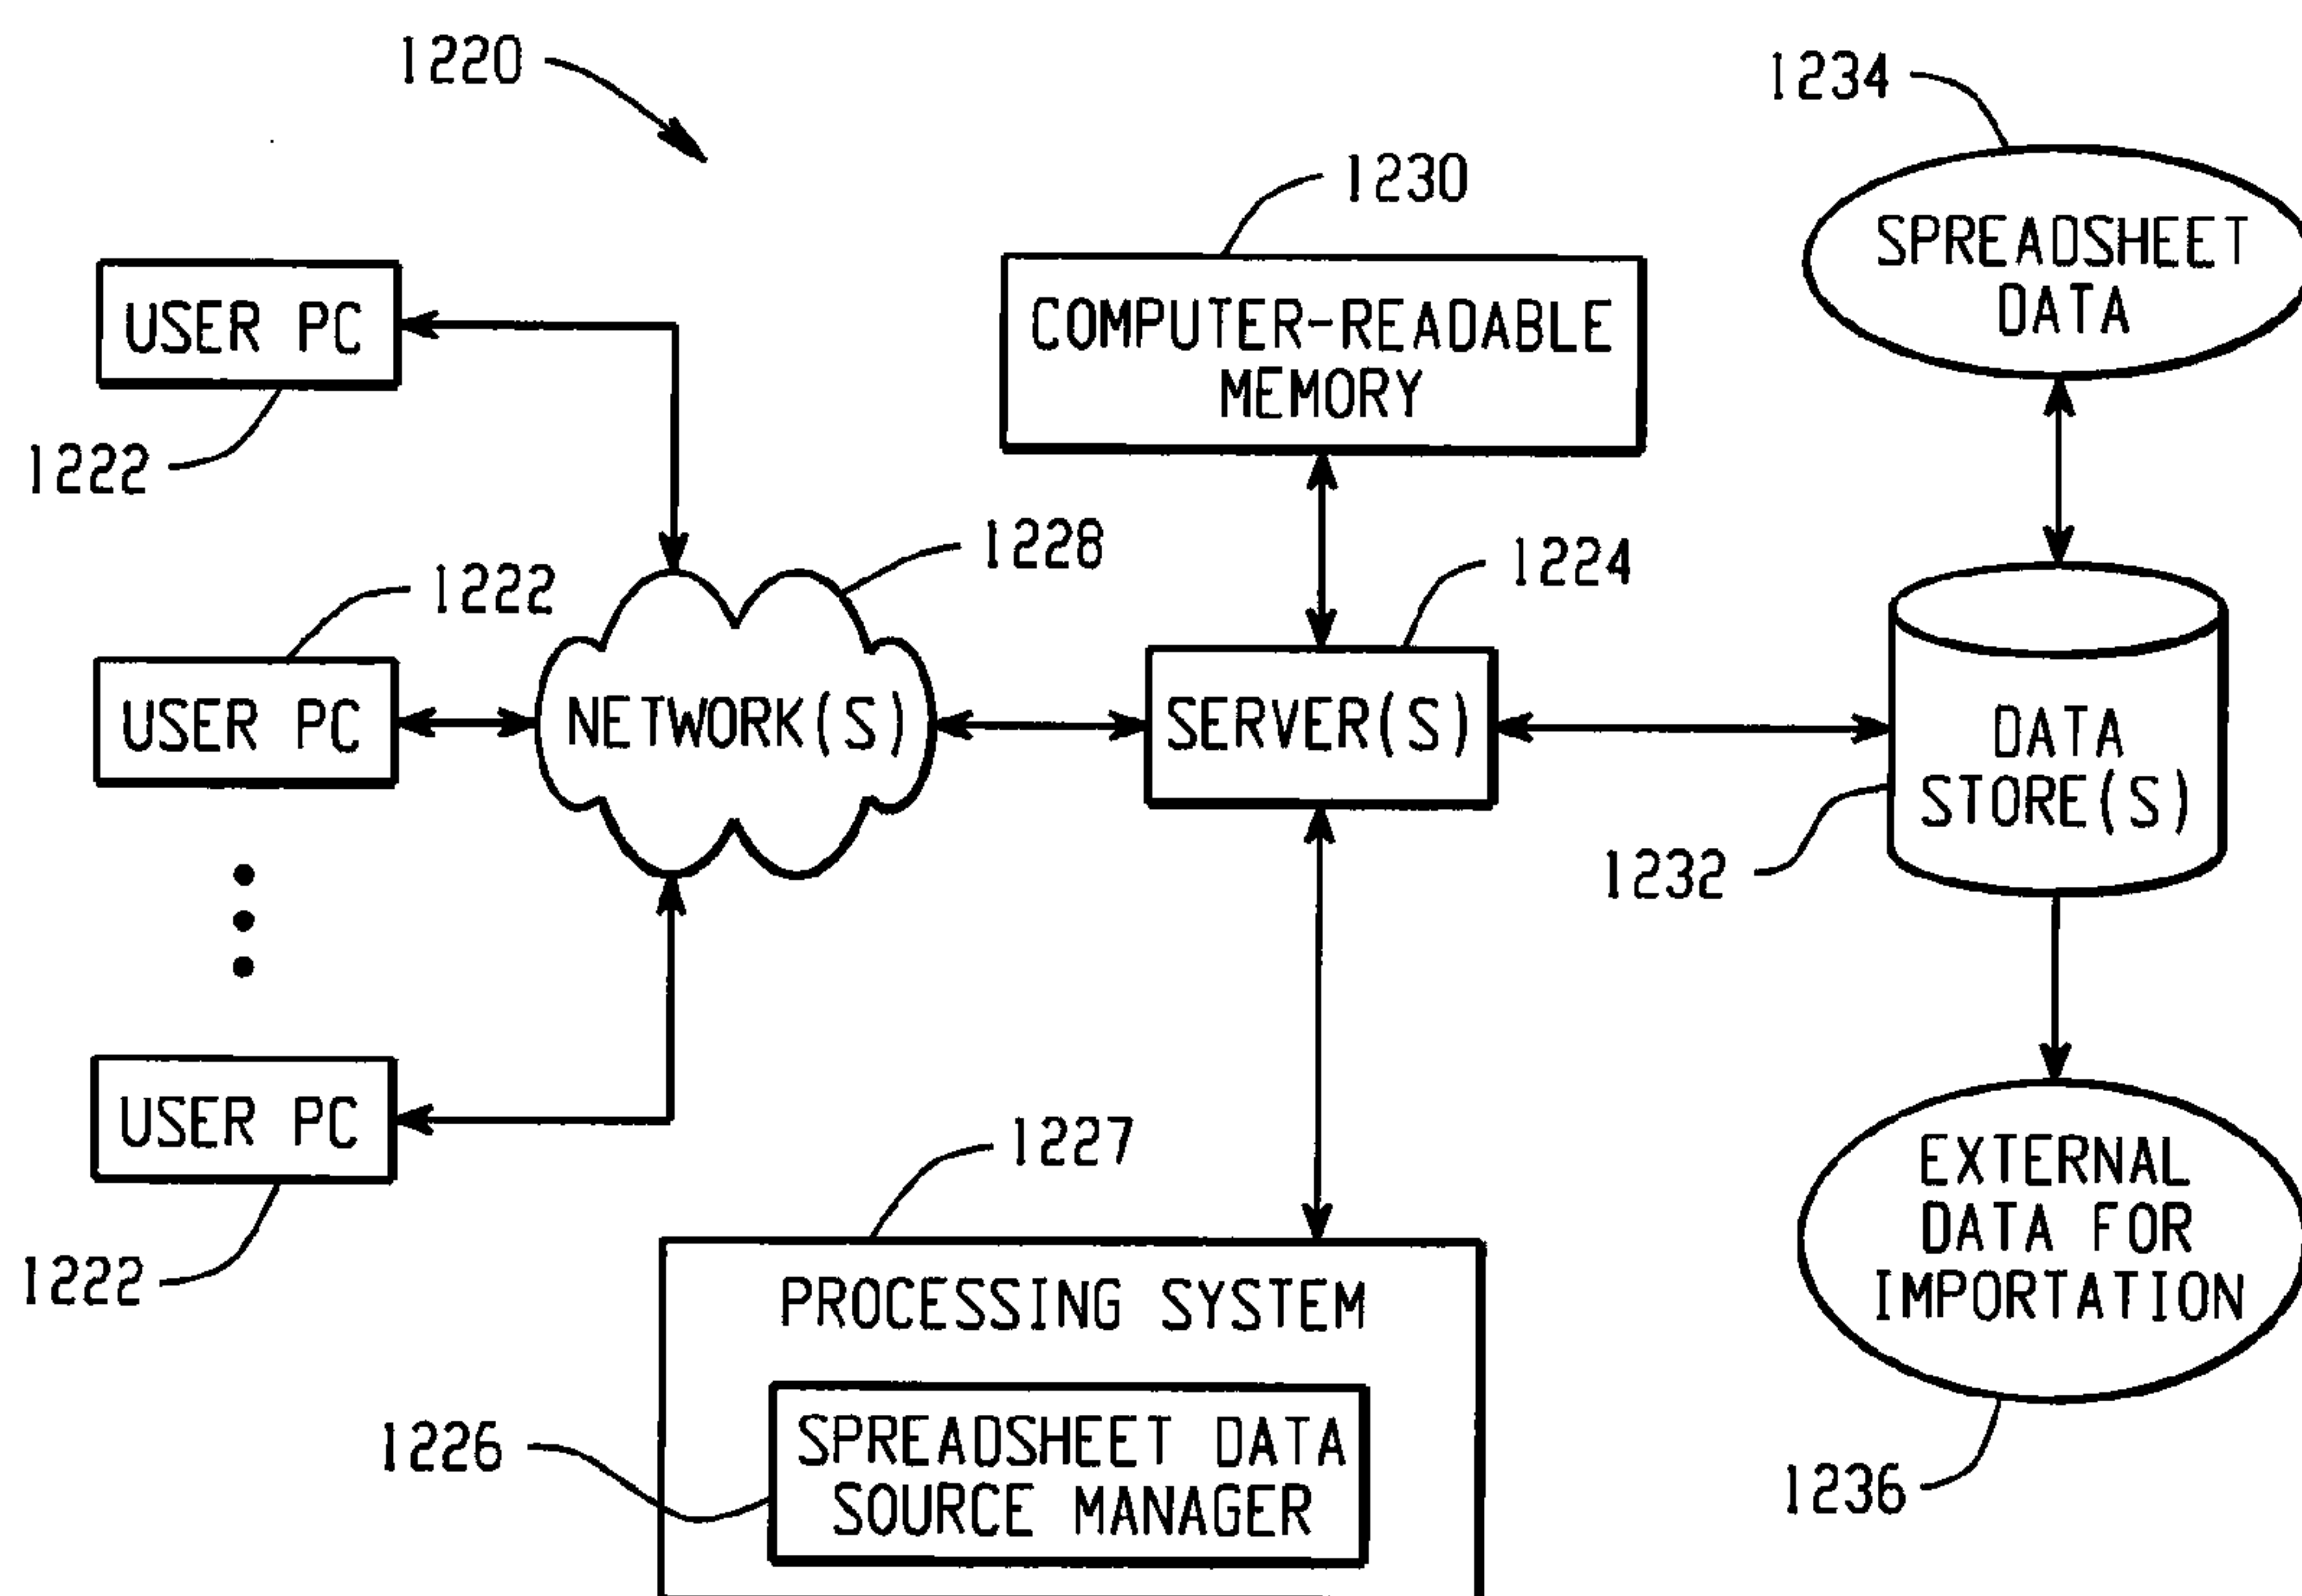 1220
1234
1230
SPREADSHEET
DATA
USER PC
COMPUTER-READABLE
MEMORY
1222
1228
1224
1222
USER PC
NETWORK(S)
SERVER(S)
DATA
STORE(S)
1232
USER PC
1227
EXTERNAL
DATA FOR
IMPORTATION
1222
PROCESSING SYSTEM
1226
SPREADSHEET DATA
SOURCE MANAGER
1236